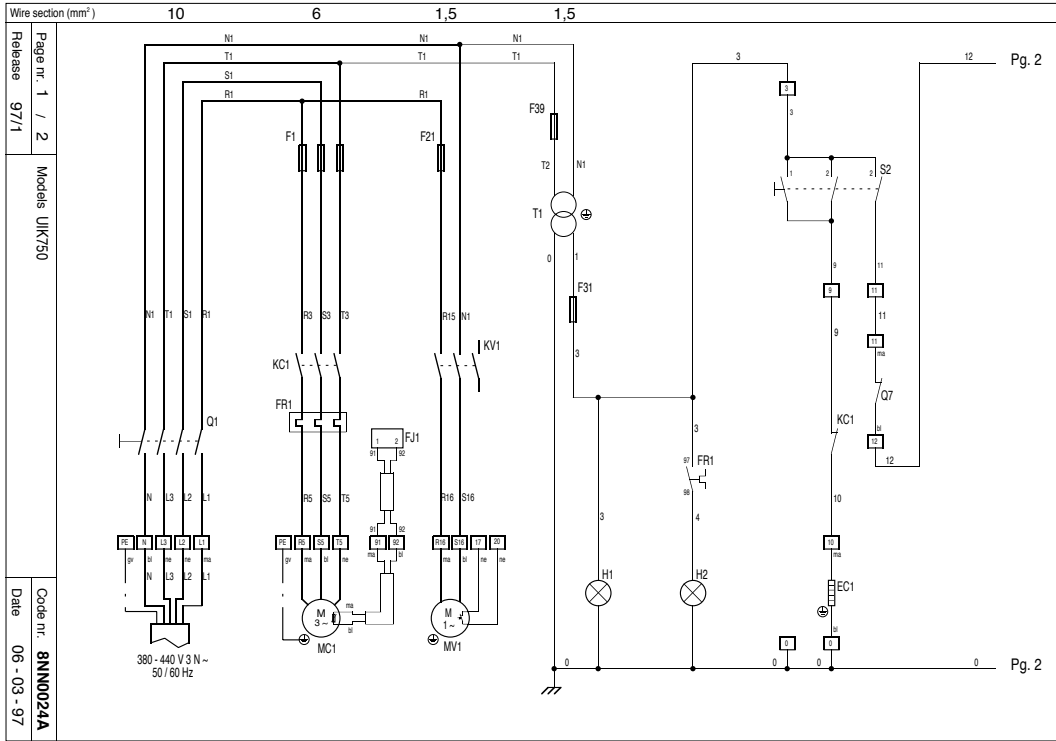 Wire section (mm²) 10 6 1,5 1,5
Page nr. 1 / 2
Release 97/1
Models UIK750
Code nr. 8NN0024A
Date 06 - 03 - 97
N1 N1 N1
T1 T1 T1
S1
R1 R1
3 12 Pg. 2
3
3
F1 F21 F39
T2 N1
T1
0 1
F31
3
1 2 2 S2
9 11
9 11
9 11
11
ma
Q7
bl
12
12
N1 T1 S1 R1
R3 S3 T3
R15 N1
KC1
KV1
FR1
Q1
1 2 FJ1
91 92
N L3 L2 L1
R5 S5 T5
91 92
R16 S16
3
3
97 FR1
98
4
KC1
10
PE N L3 L2 L1
gv bl ne ne ma
N L3 L2 L1
PE R5 S5 T5 91 92
gv ma bl ne ma bl
R16 S16 17 20
ma bl ne ne
10
ma
EC1
bl
H1 H2
M
3 ~
ma
bl
MC1
M
1 ~
MV1
0 0
380 - 440 V 3 N ~
50 / 60 Hz
0 0 0 0 Pg. 2